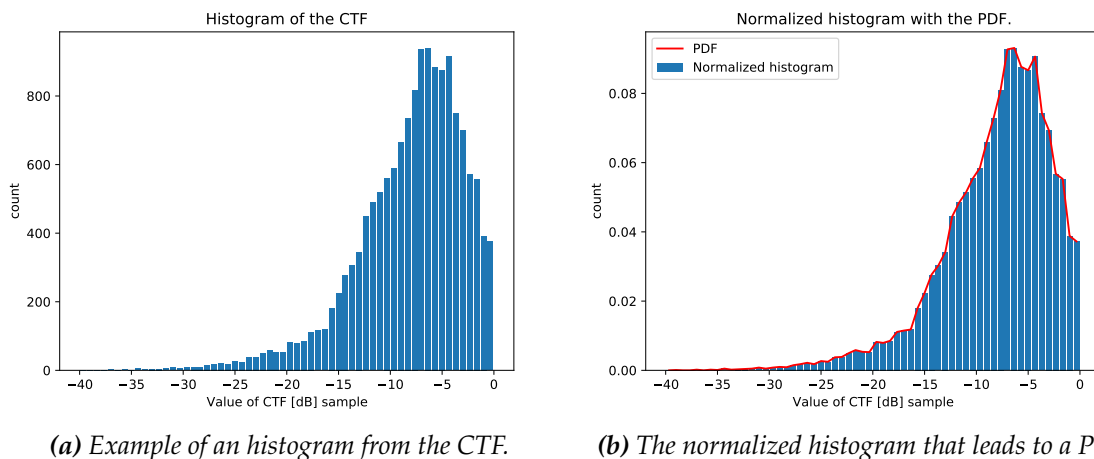 Histogram of the CTF
count
800
600
400
200
0
−40 −35 −30 −25 −20 −15 −10 −5 0
Value of CTF [dB] sample
(a) Example of an histogram from the CTF.
Normalized histogram with the PDF.
PDF
Normalized histogram
count
0.08
0.06
0.04
0.02
0.00
−40 −35 −30 −25 −20 −15 −10 −5 0
Value of CTF [dB] sample
(b) The normalized histogram that leads to a P